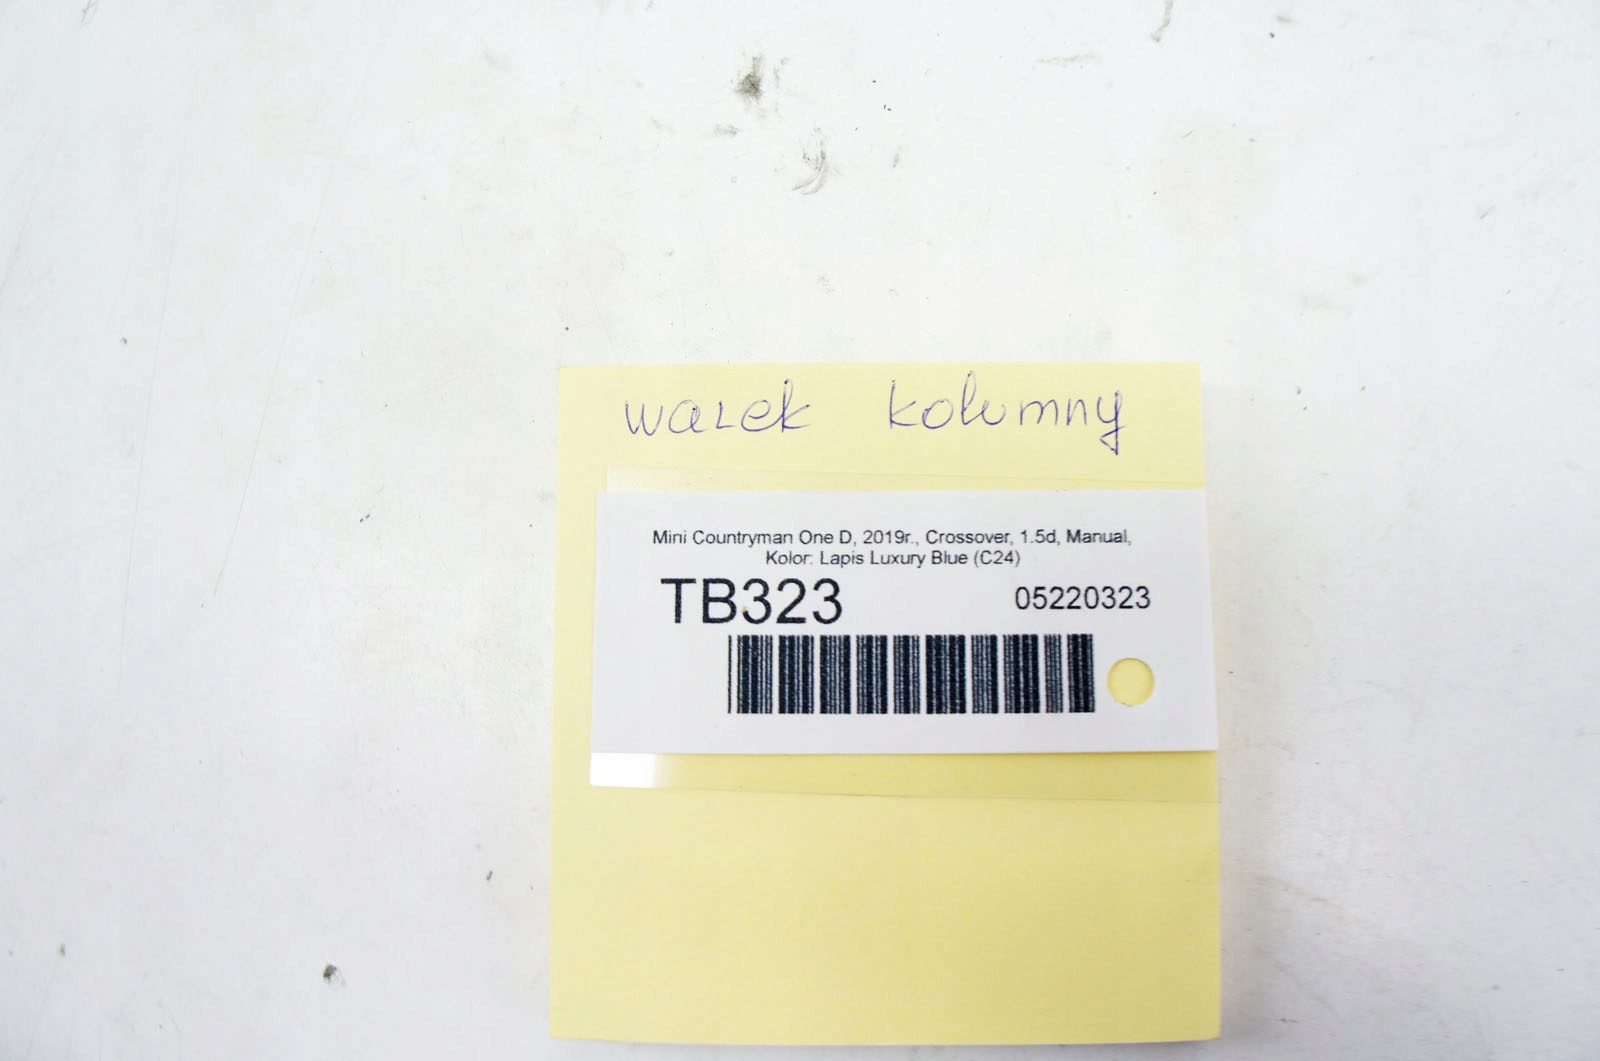 wałek kolumny
Mini Countryman One D, 2019r., Crossover, 1.5d, Manual,
Kolor: Lapis Luxury Blue (C24)
TB323 05220323